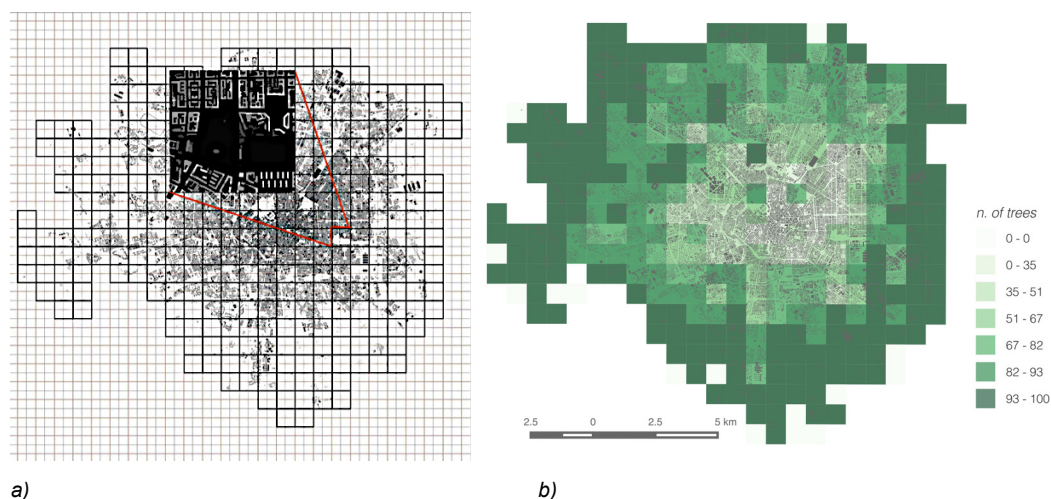 n. of trees
0 - 0
0 - 35
35 - 51
51 - 67
67 - 82
82 - 93
93 - 100
2.5 0 2.5 5 km
a) b)